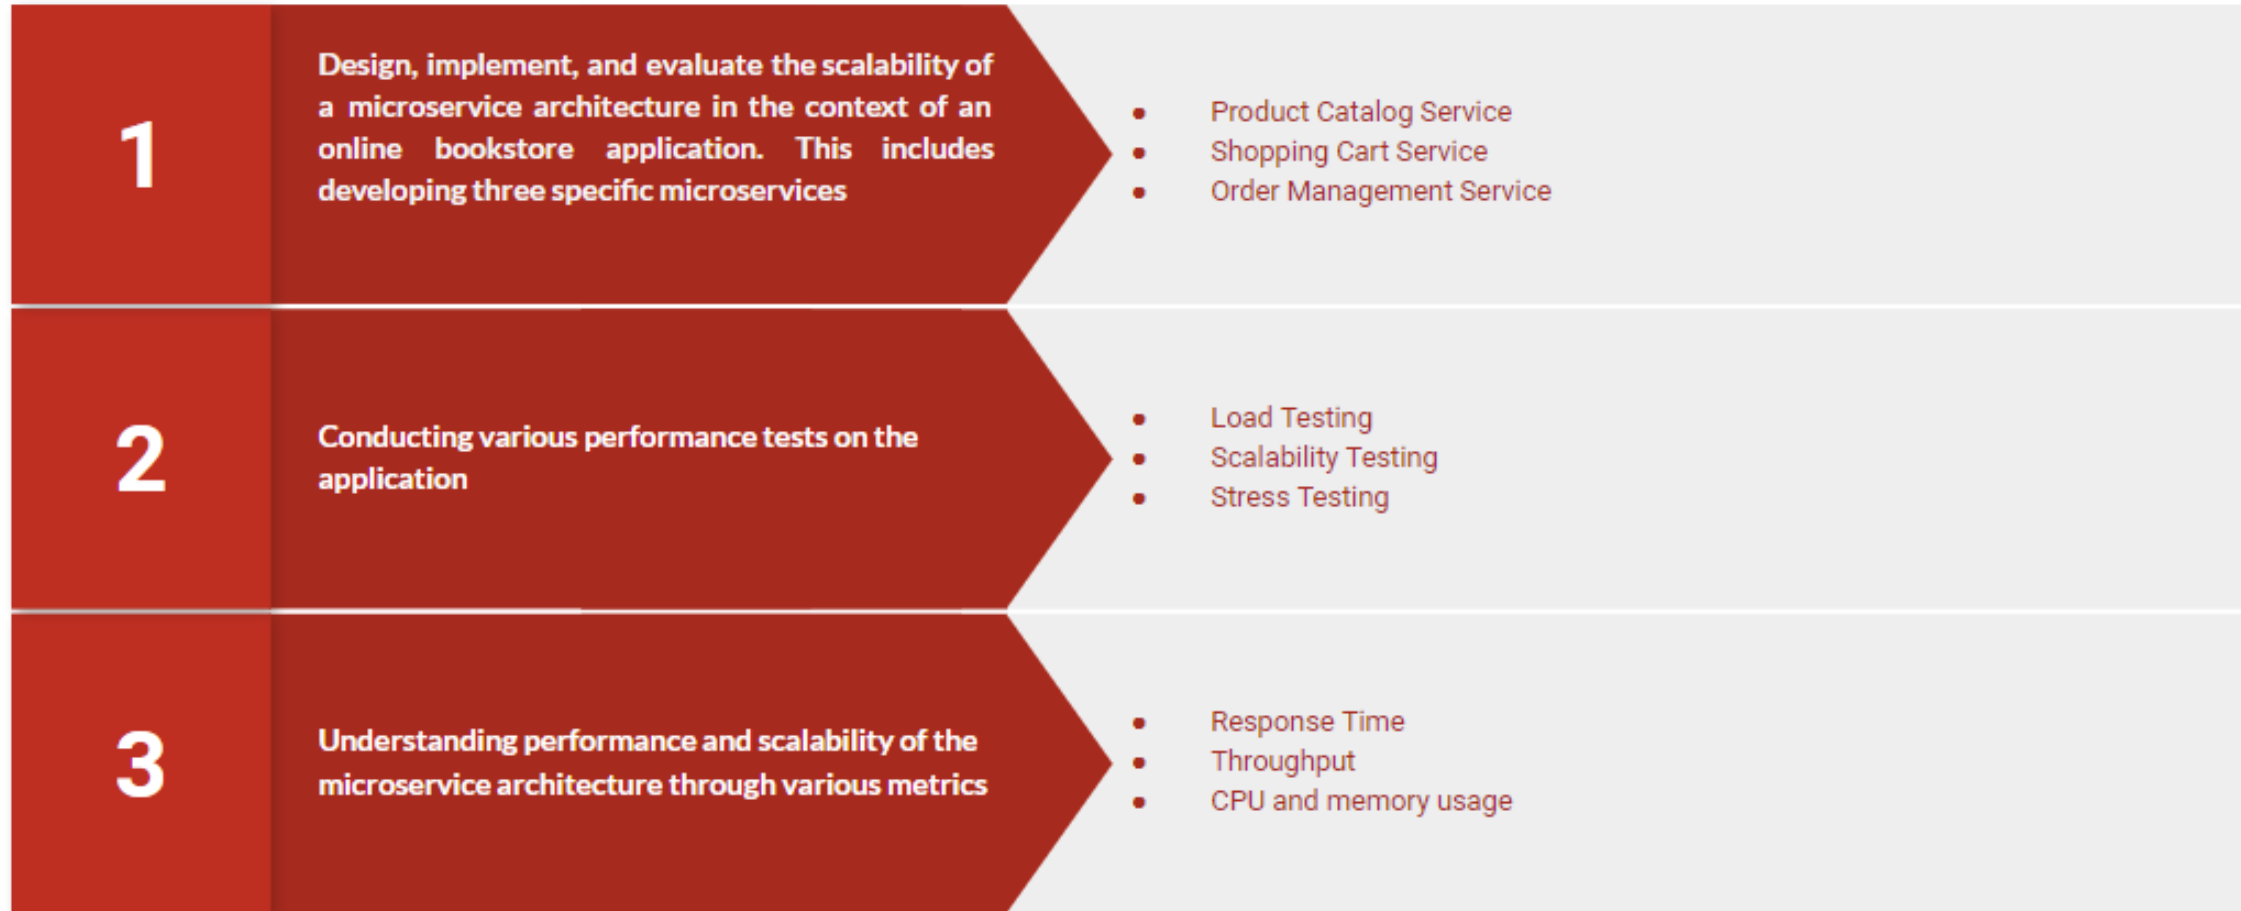 1
Design, implement, and evaluate the scalability of
a microservice architecture in the context of an
online bookstore application. This includes
developing three specific microservices
• Product Catalog Service
• Shopping Cart Service
• Order Management Service
2
Conducting various performance tests on the
application
• Load Testing
• Scalability Testing
• Stress Testing
3
Understanding performance and scalability of the
microservice architecture through various metrics
• Response Time
• Throughput
• CPU and memory usage